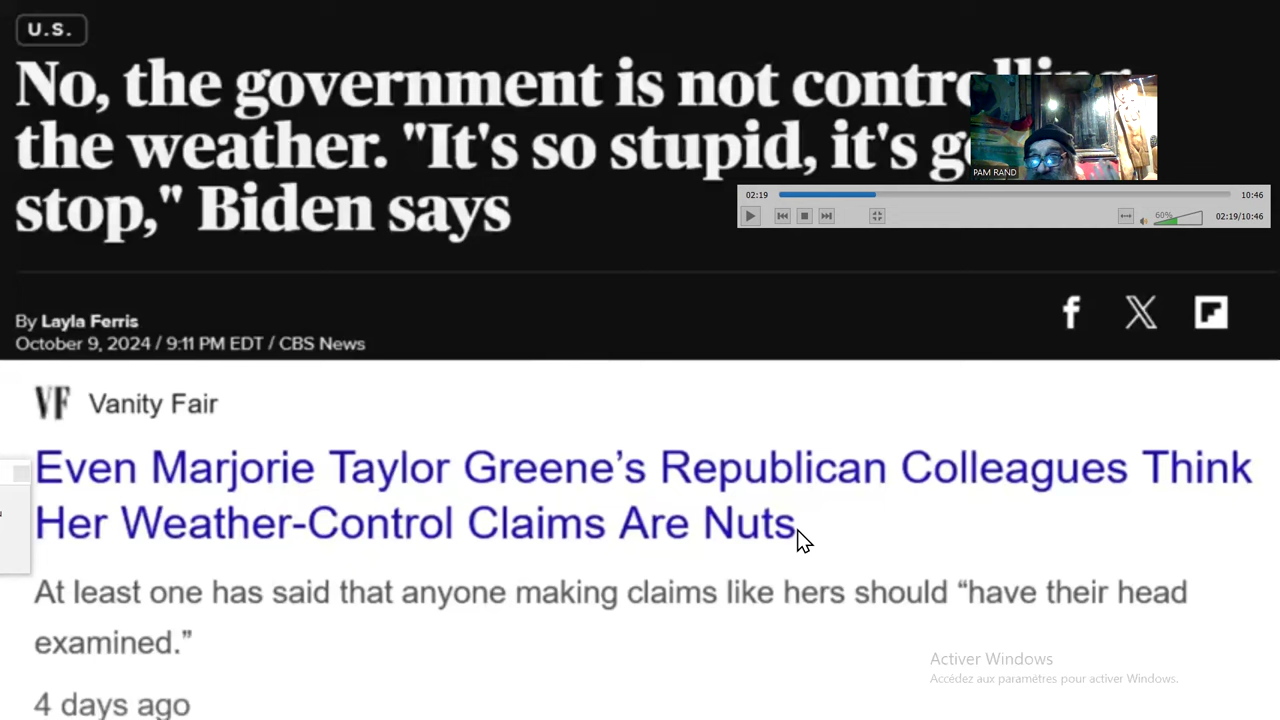 U.S.
No, the government is not controlling
the weather. "It's so stupid, it's
stop," Biden says
PAM RAND
02:19
10:46
60%
02:19/10:46
By Layla Ferris
October 9, 2024 / 9:11 PM EDT / CBS News
VF Vanity Fair
Even Marjorie Taylor Greene’s Republican Colleagues Think
Her Weather-Control Claims Are Nuts
At least one has said that anyone making claims like hers should “have their head
examined.”
4 days ago
Activer Windows
Accédez aux paramètres pour activer Windows.